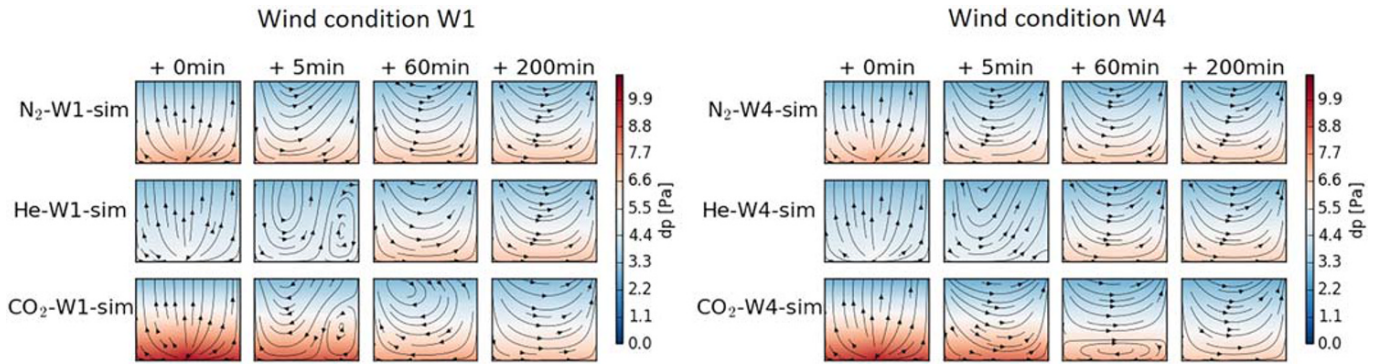 Wind condition W1
Wind condition W4
+ 0min + 5min + 60min + 200min
+ 0min + 5min + 60min + 200min
N₂-W1-sim
He-W1-sim
CO₂-W1-sim
9.9
8.8
7.7
6.6
5.5
4.4
3.3
2.2
1.1
0.0
dp [Pa]
N₂-W4-sim
He-W4-sim
CO₂-W4-sim
9.9
8.8
7.7
6.6
5.5
4.4
3.3
2.2
1.1
0.0
dp [Pa]